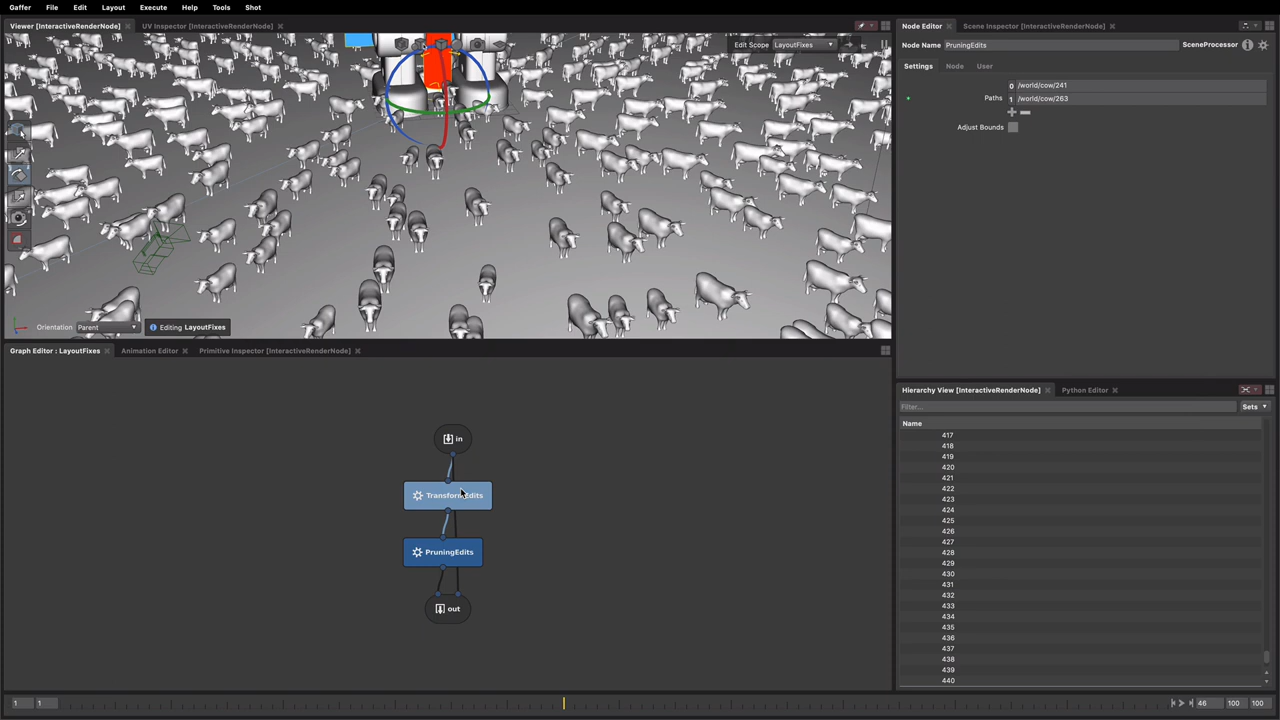 Gaffer File Edit Layout Execute Help Tools Shot
Viewer [InteractiveRenderNode] UV Inspector [InteractiveRenderNode]
Edit Scope LayoutFixes
Orientation Parent Editing LayoutFixes
Graph Editor : LayoutFixes Animation Editor Primitive Inspector [InteractiveRenderNode]
in
TransformEdits
PruningEdits
out
Node Editor Scene Inspector [InteractiveRenderNode]
Node Name PruningEdits SceneProcessor
Settings Node User
0 /world/cow/241
Paths 1 /world/cow/263
Adjust Bounds
Hierarchy View [InteractiveRenderNode] Python Editor
Filter... Sets
Name
417
418
419
420
421
422
423
424
425
426
427
428
429
430
431
432
433
434
435
436
437
438
439
440
1 1 46 100 100